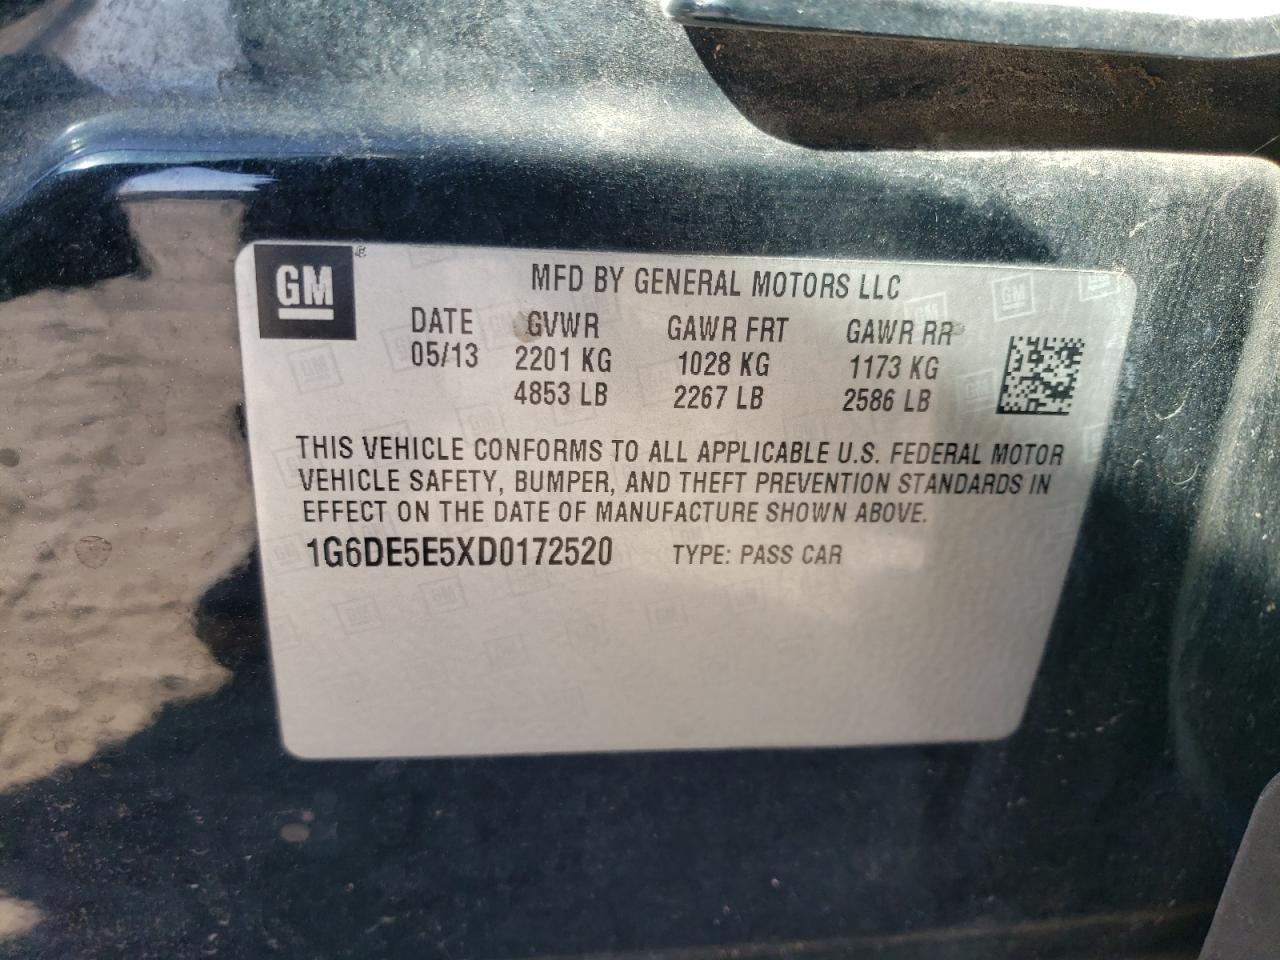 GM ®
MFD BY GENERAL MOTORS LLC
DATE GVWR GAWR FRT GAWR RR
05/13 2201 KG 1028 KG 1173 KG
4853 LB 2267 LB 2586 LB
THIS VEHICLE CONFORMS TO ALL APPLICABLE U.S. FEDERAL MOTOR
VEHICLE SAFETY, BUMPER, AND THEFT PREVENTION STANDARDS IN
EFFECT ON THE DATE OF MANUFACTURE SHOWN ABOVE.
1G6DE5E5XD0172520 TYPE: PASS CAR